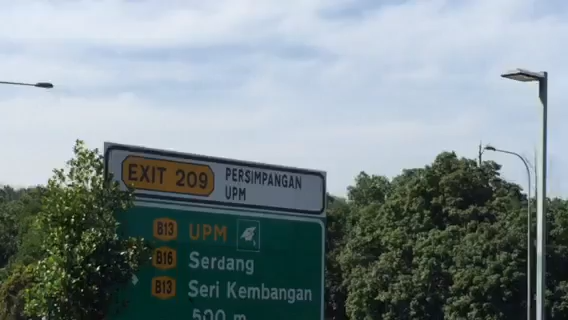 EXIT 209 PERSIMPANGAN
UPM
B13 UPM
B16 Serdang
B13 Seri Kembangan
500 m